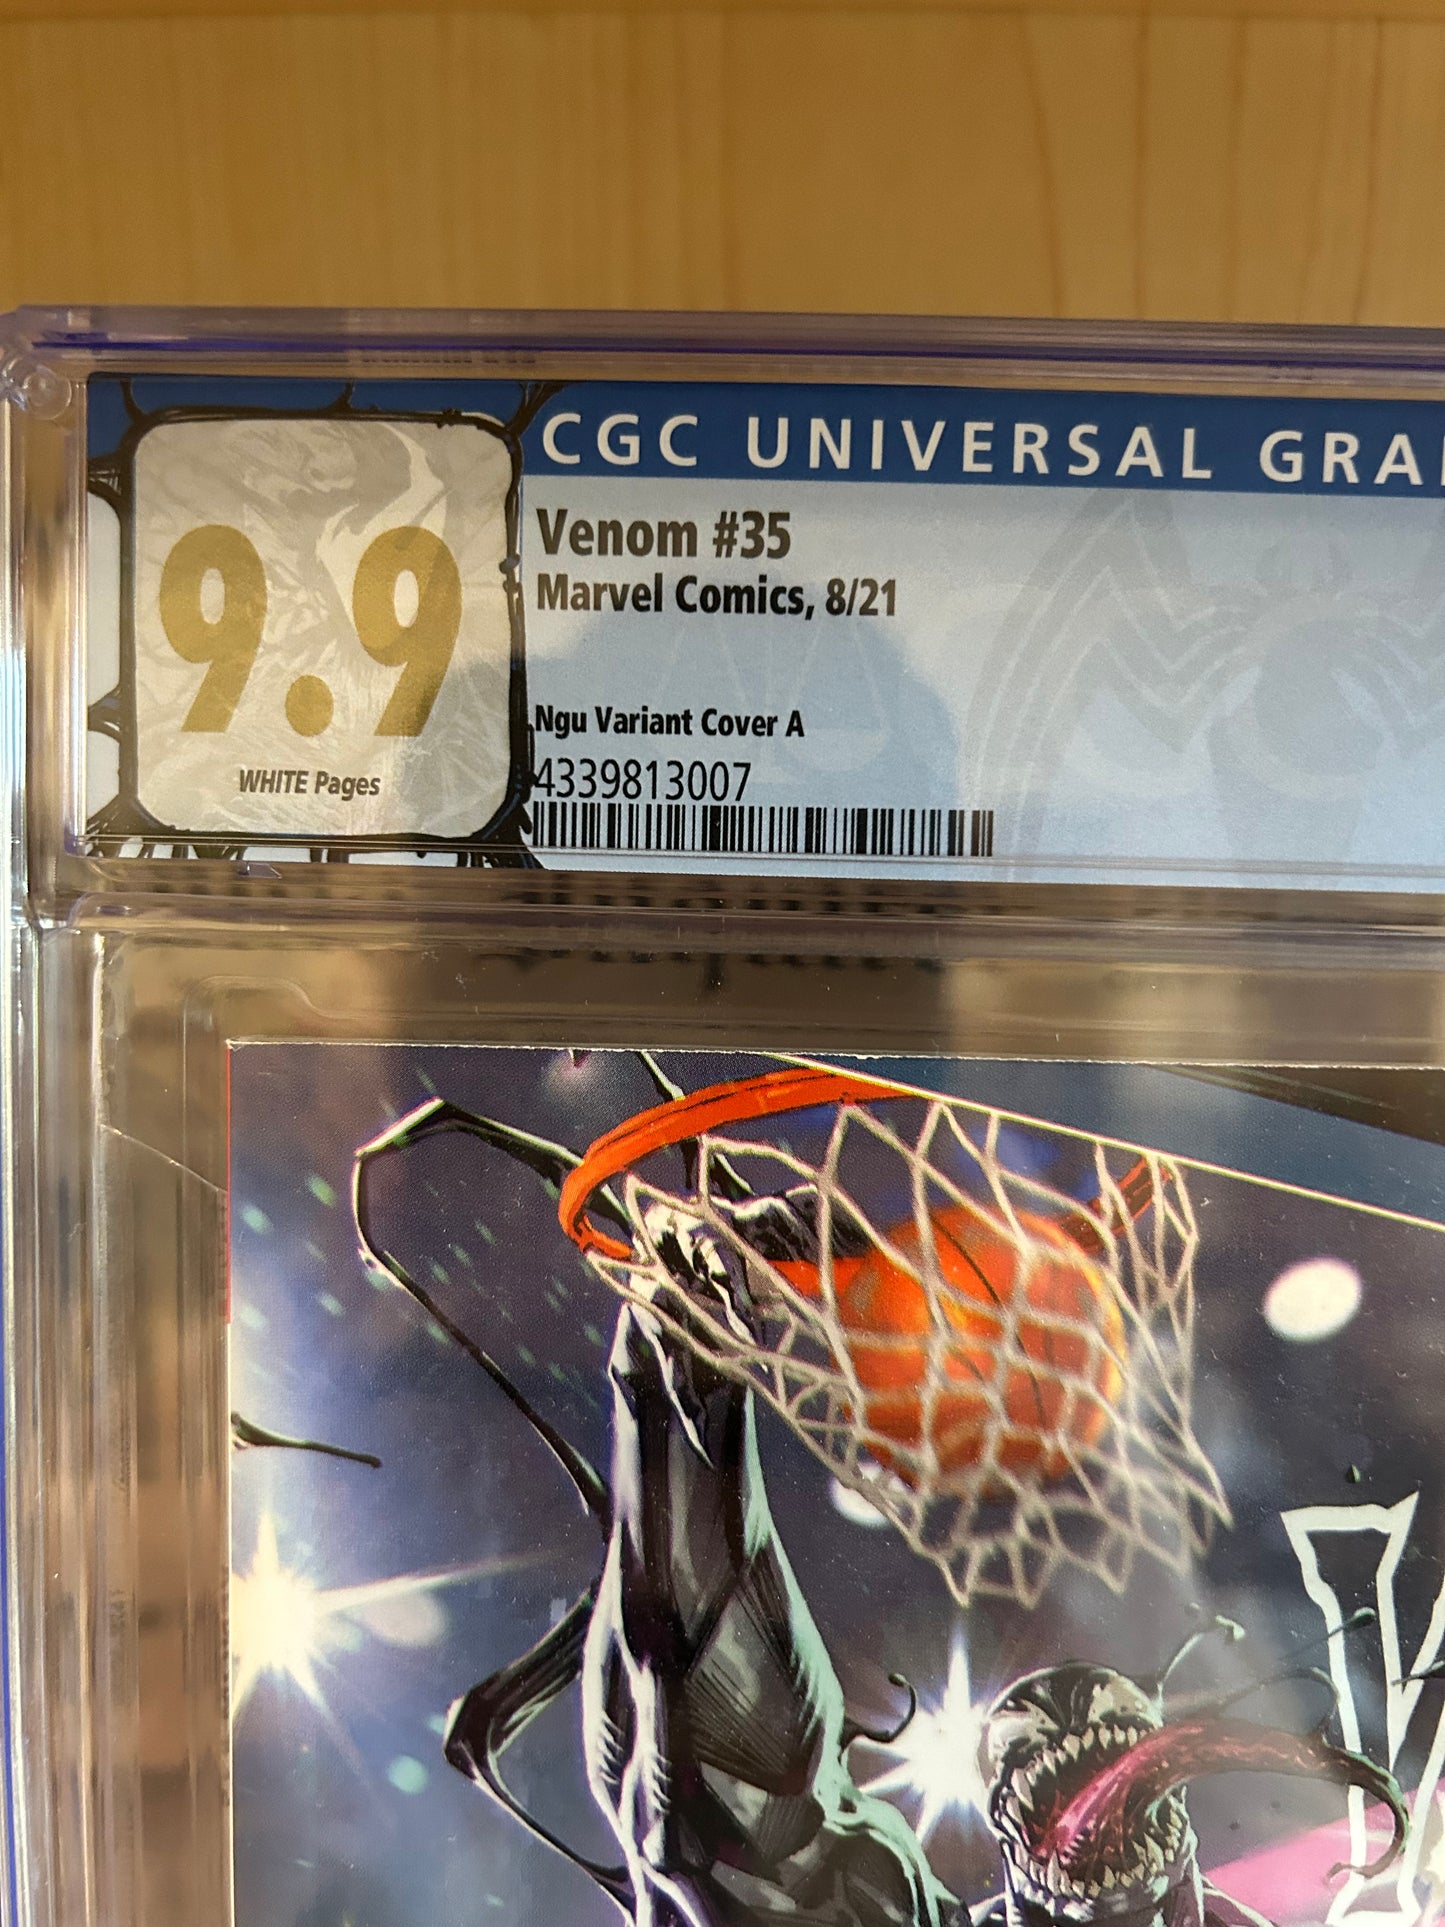 CGC UNIVERSAL GRA
9.9
WHITE Pages
Venom #35
Marvel Comics, 8/21
Ngu Variant Cover A
4339813007